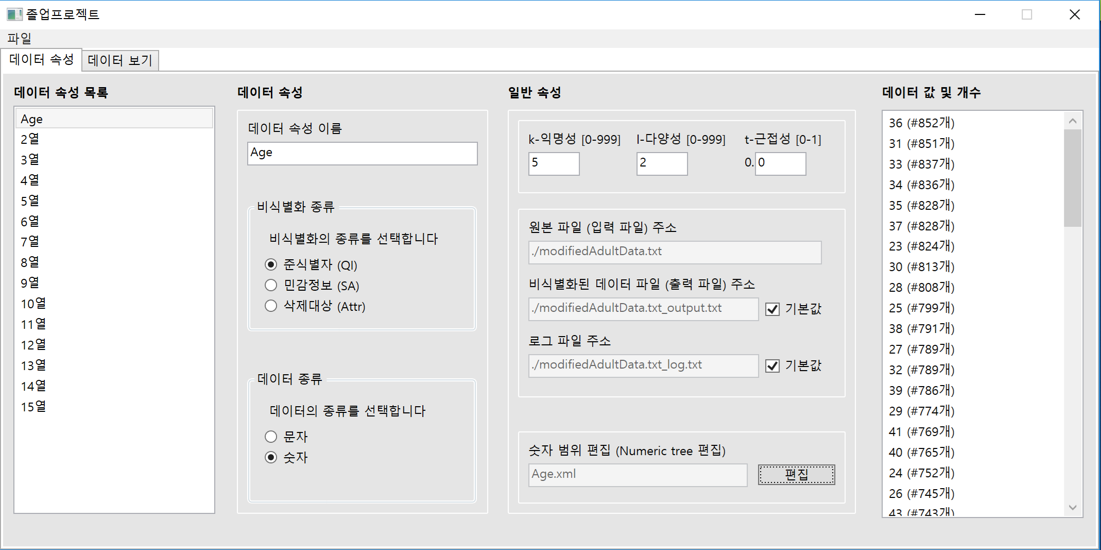 졸업프로젝트
파일
데이터 속성
데이터 보기
데이터 속성 목록
Age
2열
3열
4열
5열
6열
7열
8열
9열
10열
11열
12열
13열
14열
15열
데이터 속성
데이터 속성 이름
Age
비식별화 종류
비식별화의 종류를 선택합니다
준식별자 (QI)
민감정보 (SA)
삭제대상 (Attr)
데이터 종류
데이터의 종류를 선택합니다
문자
숫자
일반 속성
k-익명성 [0-999]
5
l-다양성 [0-999]
2
t-근접성 [0-1]
0.0
원본 파일 (입력 파일) 주소
./modifiedAdultData.txt
비식별화된 데이터 파일 (출력 파일) 주소
./modifiedAdultData.txt_output.txt
기본값
로그 파일 주소
./modifiedAdultData.txt_log.txt
기본값
숫자 범위 편집 (Numeric tree 편집)
Age.xml
편집
데이터 값 및 개수
36 (#852개)
31 (#851개)
33 (#837개)
34 (#836개)
35 (#828개)
37 (#828개)
23 (#824개)
30 (#813개)
28 (#808개)
25 (#799개)
38 (#791개)
27 (#789개)
32 (#789개)
39 (#786개)
29 (#774개)
41 (#769개)
40 (#765개)
24 (#752개)
26 (#745개)
43 (#743개)